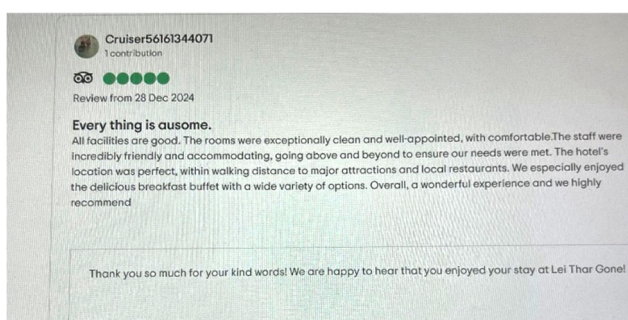 Cruiser56161344071
1 contribution
Review from 28 Dec 2024
Every thing is ausome.
All facilities are good. The rooms were exceptionally clean and well-appointed, with comfortable.The staff were
incredibly friendly and accommodating, going above and beyond to ensure our needs were met. The hotel's
location was perfect, within walking distance to major attractions and local restaurants. We especially enjoyed
the delicious breakfast buffet with a wide variety of options. Overall, a wonderful experience and we highly
recommend
Thank you so much for your kind words! We are happy to hear that you enjoyed your stay at Lei Thar Gone!